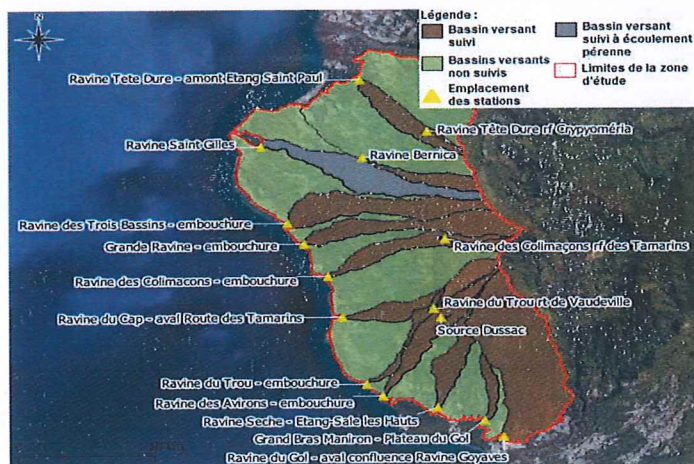 Légende :
Bassin versant suivi
Bassins versants non suivis
Emplacement des stations
Bassin versant suivi à écoulement pérenne
Limites de la zone d'étude
Ravine Tete Dure - amont Etang Saint Paul
Ravine Tête Dure rf Crypyoméria
Ravine Saint Gilles
Ravine Bernica
Ravine des Trois Bassins - embouchure
Grande Ravine - embouchure
Ravine des Colimaçons rf des Tamarins
Ravine des Colimacons - embouchure
Ravine du Trou rt de Vaudeville
Ravine du Cap - aval Route des Tamarins
Source Dussac
Ravine du Trou - embouchure
Ravine des Avirons - embouchure
Ravine Seche - Etang-Sale les Hauts
Grand Bras Maniron - Plateau du Gol
Ravine du Gol - aval confluence Ravine Goyaves